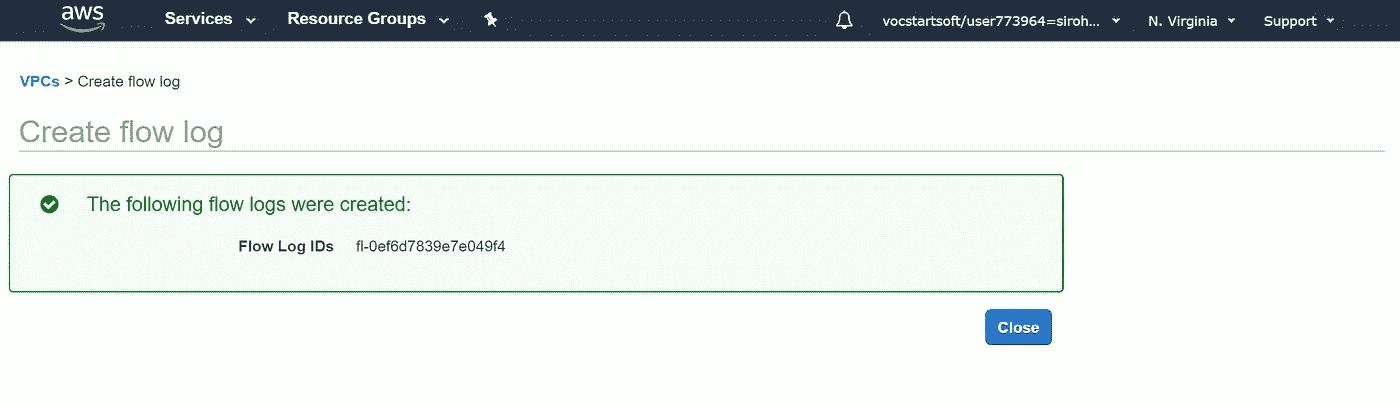 aws Services Resource Groups vocstartsoft/user773964=siroh... N. Virginia Support
VPCs > Create flow log
Create flow log
The following flow logs were created:
Flow Log IDs fl-0ef6d7839e7e049f4
Close